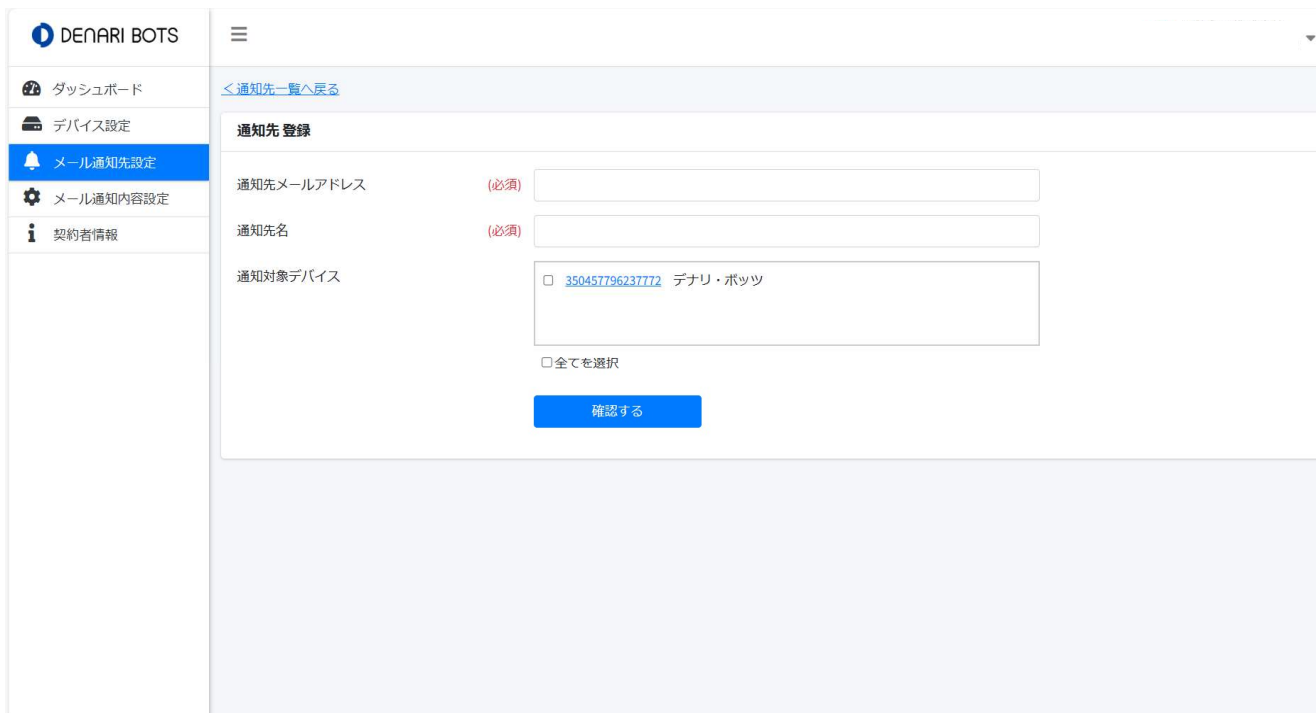 DENARI BOTS
ダッシュボード
デバイス設定
メール通知先設定
メール通知内容設定
契約者情報
＜通知先一覧へ戻る
通知先 登録
通知先メールアドレス (必須)
通知先名 (必須)
通知対象デバイス
350457796237772 デナリ・ボッツ
全てを選択
確認する